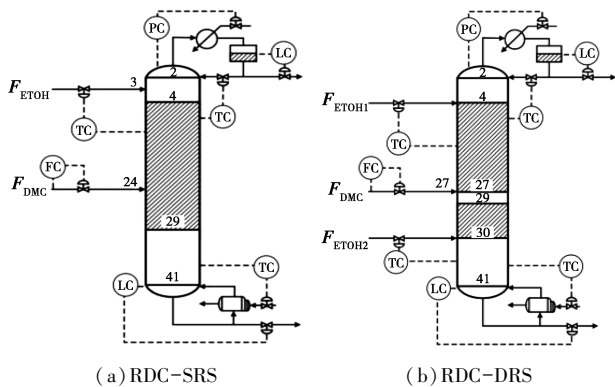 PC
LC
2
F_ETOH
3
4
TC
TC
FC
F_DMC
24
29
TC
LC
41
(a) RDC-SRS
PC
LC
2
F_ETOH1
4
TC
TC
FC
F_DMC
27
27
29
F_ETOH2
30
TC
TC
LC
41
(b) RDC-DRS